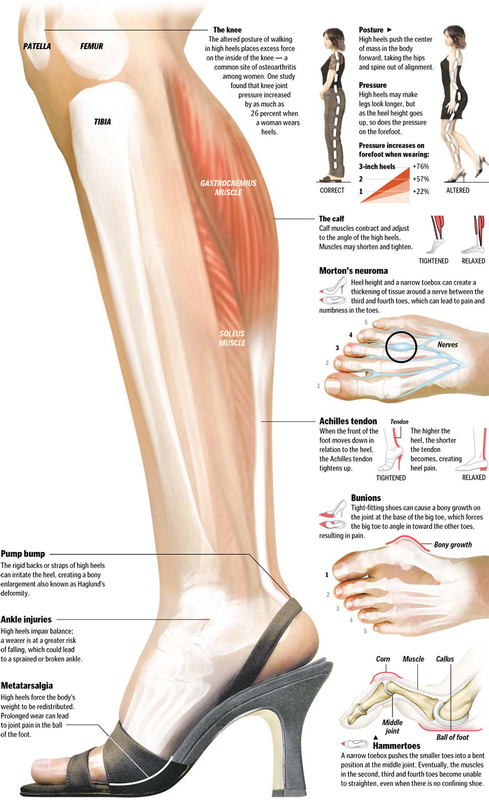 PATELLA
FEMUR
TIBIA
GASTROCNEMIUS
MUSCLE
SOLEUS
MUSCLE
The knee
The altered posture of walking
in high heels places excess force
on the inside of the knee — a
common site of osteoarthritis
among women. One study
found that knee joint
pressure increased
by as much as
26 percent when
a woman wears
heels.
Posture ►
High heels push the center
of mass in the body
forward, taking the hips
and spine out of alignment.
Pressure
High heels may make
legs look longer, but
as the heel height goes
up, so does the pressure
on the forefoot.
Pressure increases on
forefoot when wearing:
3-inch heels +76%
2 +57%
1 +22%
CORRECT
ALTERED
The calf
Calf muscles contract and adjust
to the angle of the high heels.
Muscles may shorten and tighten.
TIGHTENED
RELAXED
Morton's neuroma
Heel height and a narrow toebox can create a
thickening of tissue around a nerve between the
third and fourth toes, which can lead to pain and
numbness in the toes.
5
4
3
2
1
Nerves
Achilles tendon
When the front of the
foot moves down in
relation to the heel,
the Achilles tendon
tightens up.
Tendon
TIGHTENED
The higher the
heel, the shorter
the tendon
becomes, creating
heel pain.
RELAXED
Bunions
Tight-fitting shoes can cause a bony growth on
the joint at the base of the big toe, which forces
the big toe to angle in toward the other toes,
resulting in pain.
Bony growth
1
2
3
4
5
Pump bump
The rigid backs or straps of high heels
can irritate the heel, creating a bony
enlargement also known as Haglund's
deformity.
Ankle injuries
High heels impair balance;
a wearer is at a greater risk
of falling, which could lead
to a sprained or broken ankle.
Metatarsalgia
High heels force the body's
weight to be redistributed.
Prolonged wear can lead
to joint pain in the ball
of the foot.
Corn
Muscle
Callus
Middle
joint
Ball of foot
▲
Hammertoes
A narrow toebox pushes the smaller toes into a bent
position at the middle joint. Eventually, the muscles
in the second, third and fourth toes become unable
to straighten, even when there is no confining shoe.